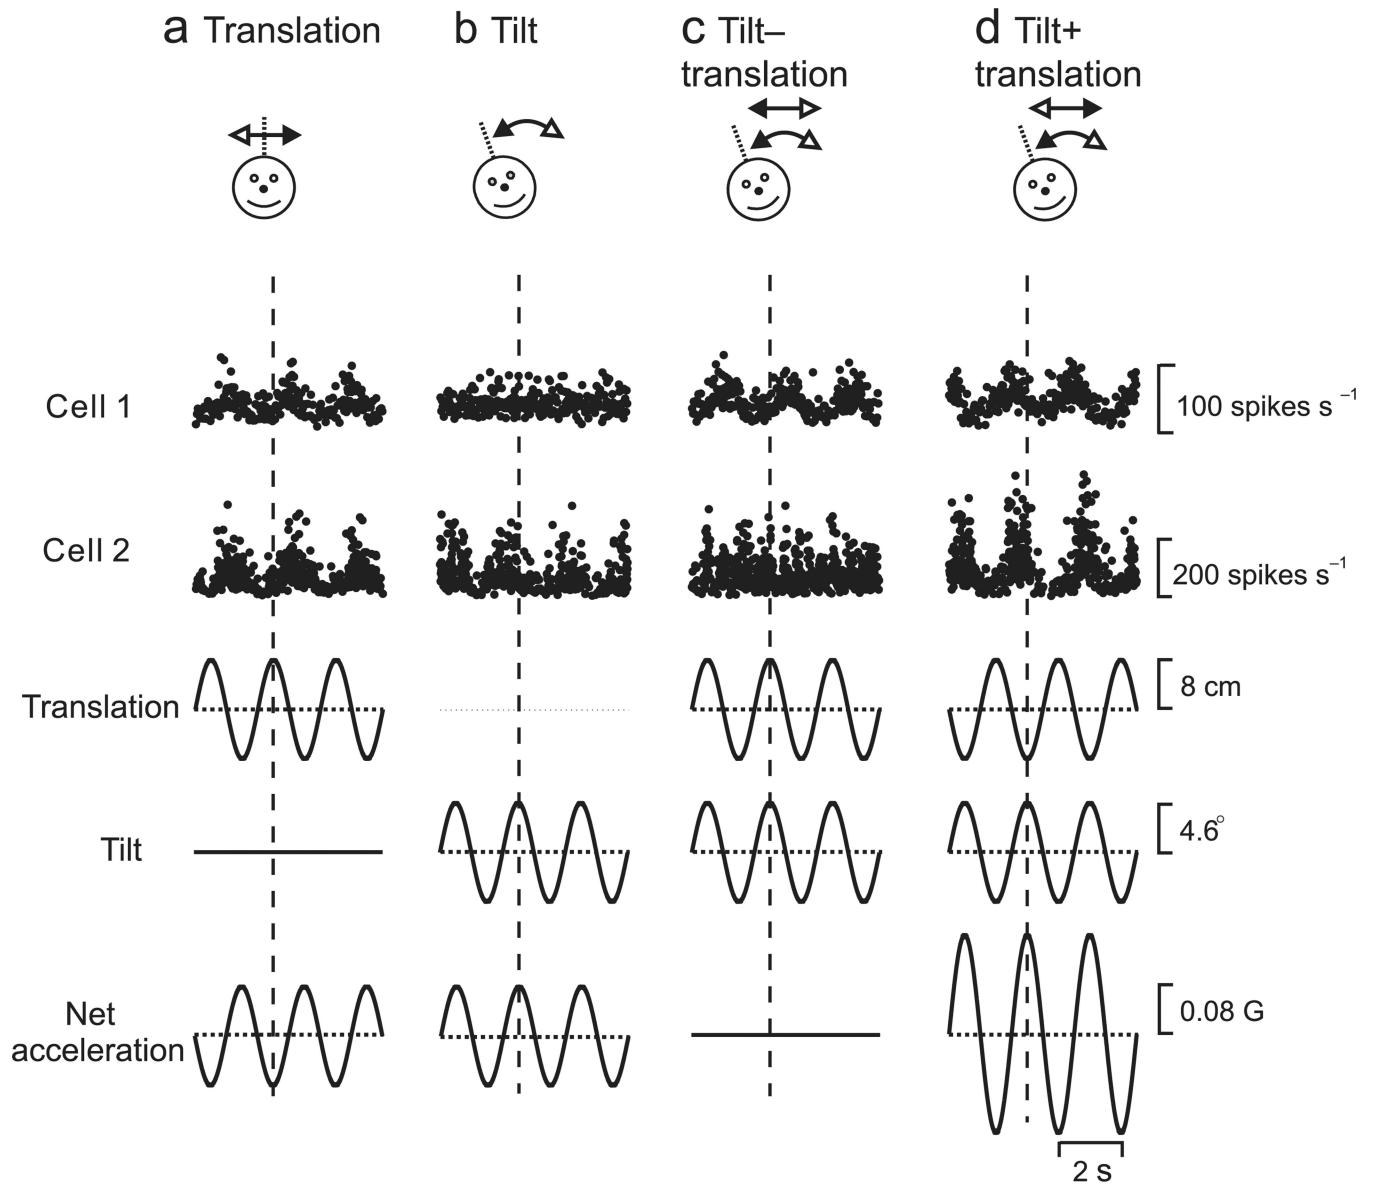 a Translation
b Tilt
c Tilt–
translation
d Tilt+
translation
Cell 1
100 spikes s⁻¹
Cell 2
200 spikes s⁻¹
Translation
8 cm
Tilt
4.6°
Net
acceleration
0.08 G
2 s